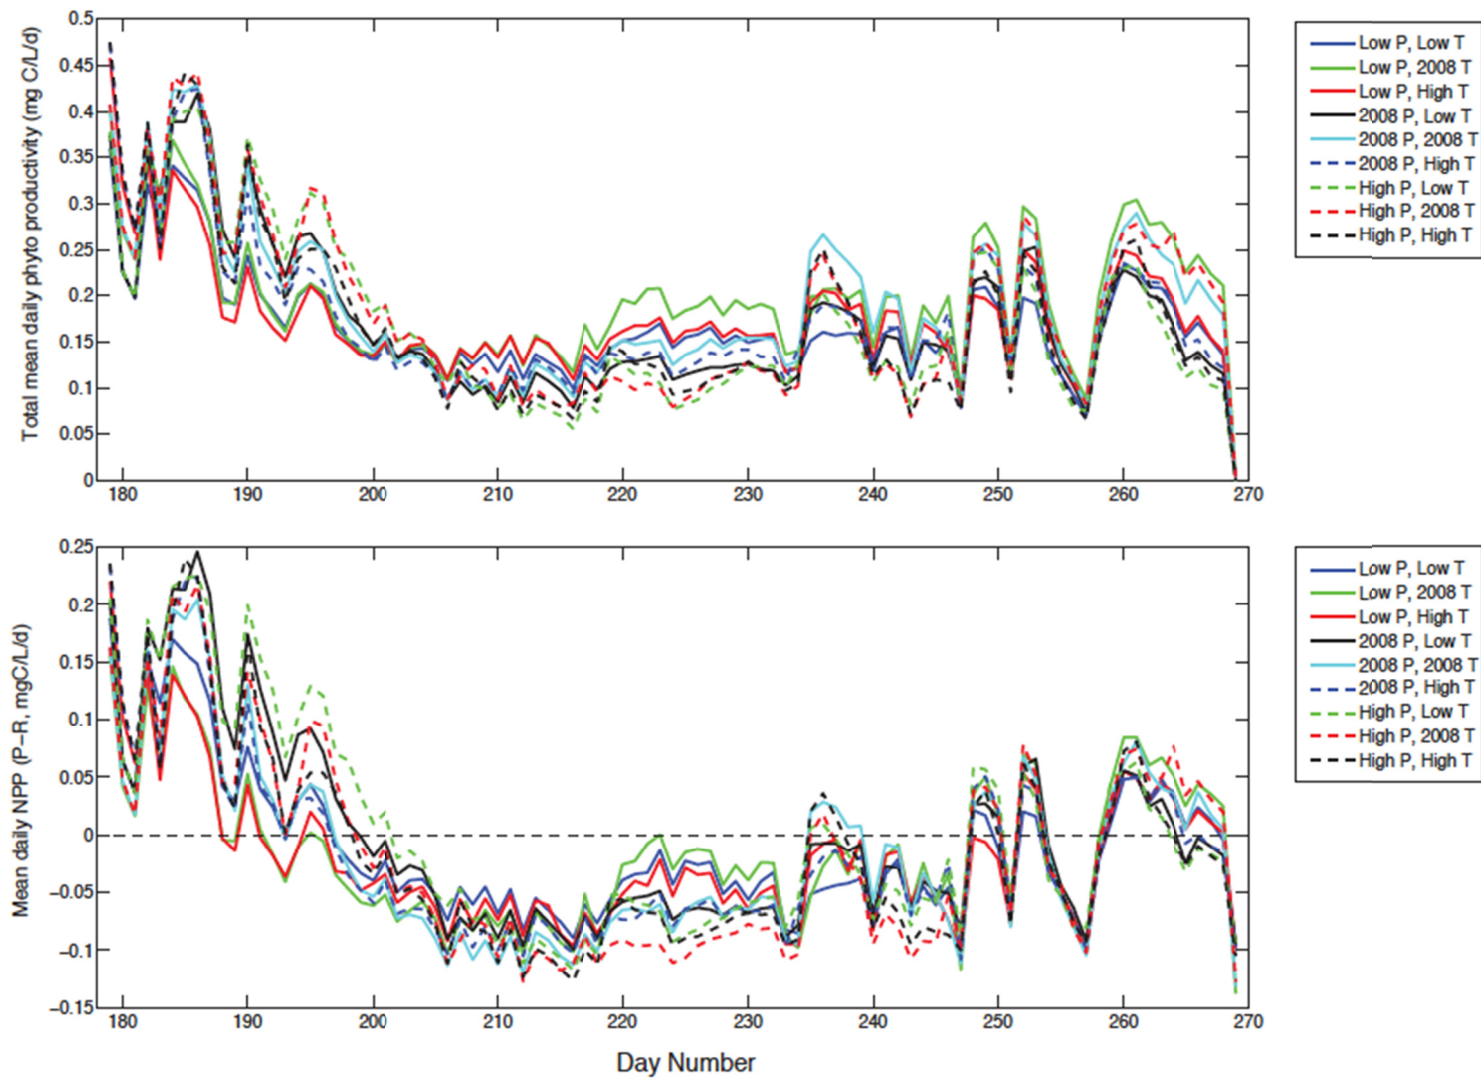 Total mean daily phyto productivity (mg C/L/d)
0.5
0.45
0.4
0.35
0.3
0.25
0.2
0.15
0.1
0.05
0
180 190 200 210 220 230 240 250 260 270
Low P, Low T
Low P, 2008 T
Low P, High T
2008 P, Low T
2008 P, 2008 T
2008 P, High T
High P, Low T
High P, 2008 T
High P, High T
Mean daily NPP (P−R, mgC/L/d)
0.25
0.2
0.15
0.1
0.05
0
−0.05
−0.1
−0.15
180 190 200 210 220 230 240 250 260 270
Day Number
Low P, Low T
Low P, 2008 T
Low P, High T
2008 P, Low T
2008 P, 2008 T
2008 P, High T
High P, Low T
High P, 2008 T
High P, High T